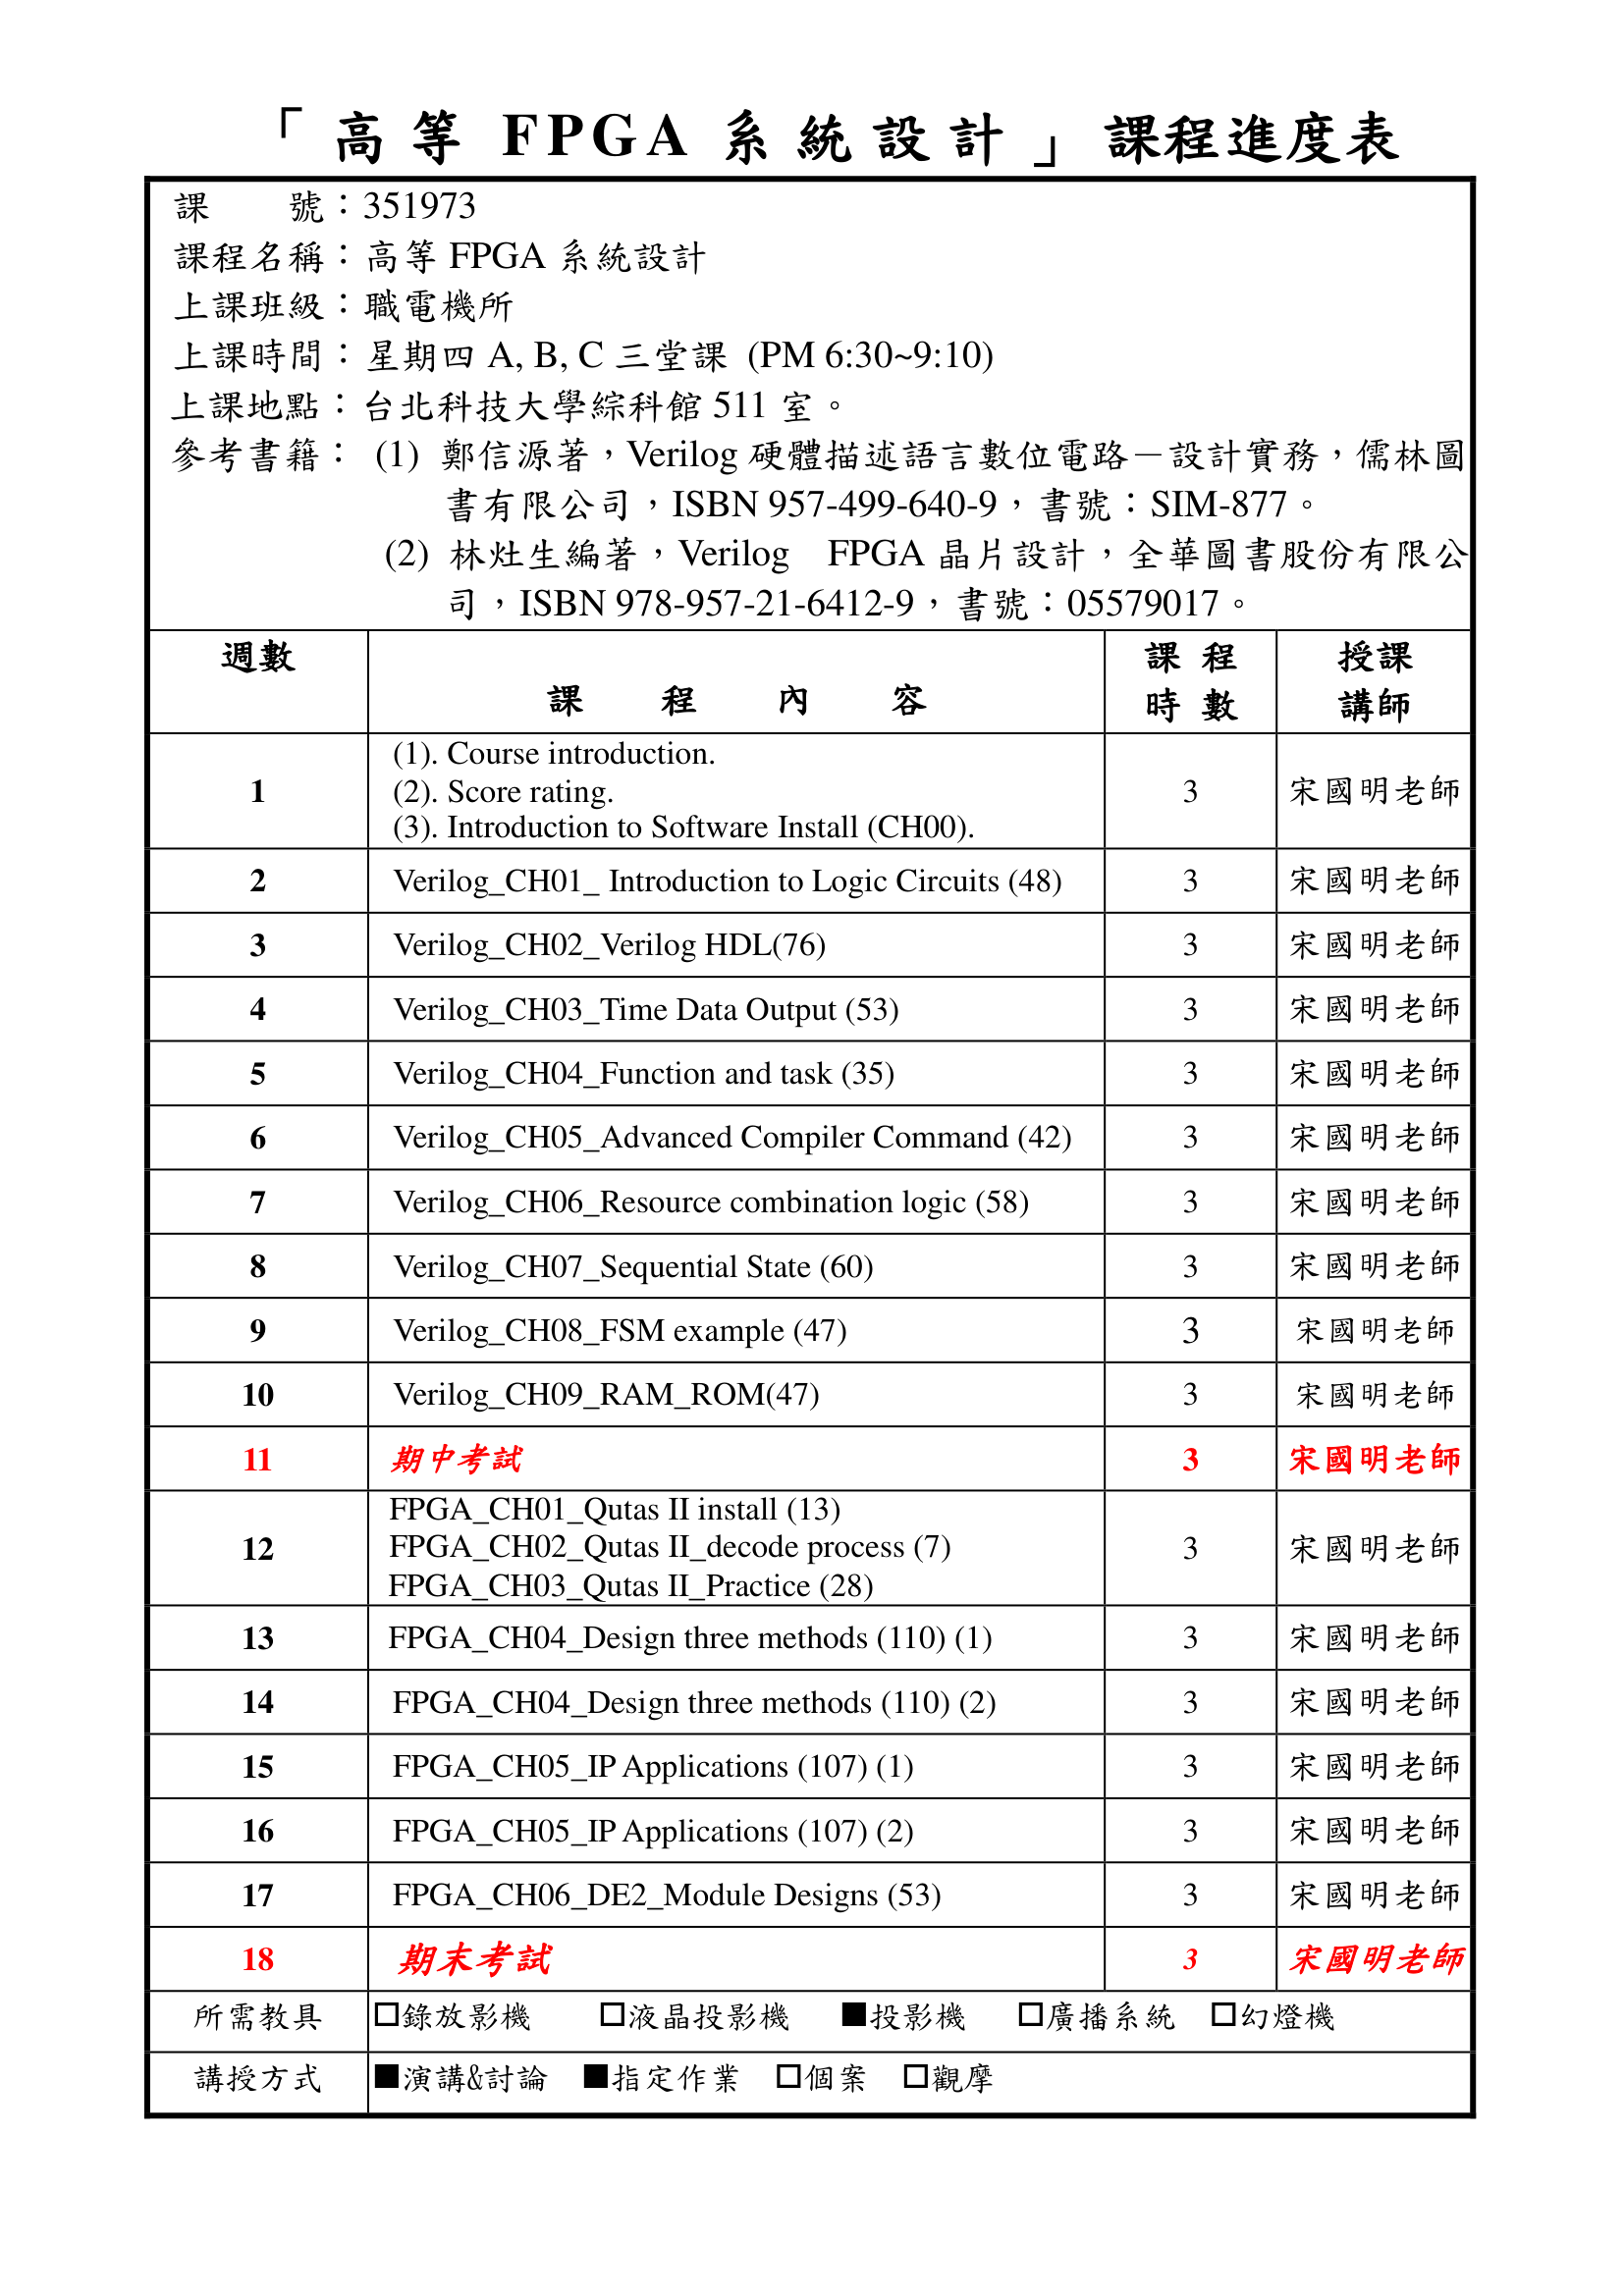 「高等 FPGA 系統設計」課程進度表
課　　號：351973
課程名稱：高等 FPGA 系統設計
上課班級：職電機所
上課時間：星期四 A, B, C 三堂課 (PM 6:30~9:10)
上課地點：台北科技大學綜科館 511 室。
參考書籍： (1) 鄭信源著，Verilog 硬體描述語言數位電路－設計實務，儒林圖
書有限公司，ISBN 957-499-640-9，書號：SIM-877。
(2) 林灶生編著，Verilog　FPGA 晶片設計，全華圖書股份有限公
司，ISBN 978-957-21-6412-9，書號：05579017。
週數 課　程　內　容 課程時數 授課講師
1 (1). Course introduction.
(2). Score rating.
(3). Introduction to Software Install (CH00).
3 宋國明老師
2 Verilog_CH01_ Introduction to Logic Circuits (48) 3 宋國明老師
3 Verilog_CH02_Verilog HDL(76) 3 宋國明老師
4 Verilog_CH03_Time Data Output (53) 3 宋國明老師
5 Verilog_CH04_Function and task (35) 3 宋國明老師
6 Verilog_CH05_Advanced Compiler Command (42) 3 宋國明老師
7 Verilog_CH06_Resource combination logic (58) 3 宋國明老師
8 Verilog_CH07_Sequential State (60) 3 宋國明老師
9 Verilog_CH08_FSM example (47) 3 宋國明老師
10 Verilog_CH09_RAM_ROM(47) 3 宋國明老師
11 期中考試 3 宋國明老師
12 FPGA_CH01_Qutas II install (13)
FPGA_CH02_Qutas II_decode process (7)
FPGA_CH03_Qutas II_Practice (28)
3 宋國明老師
13 FPGA_CH04_Design three methods (110) (1) 3 宋國明老師
14 FPGA_CH04_Design three methods (110) (2) 3 宋國明老師
15 FPGA_CH05_IP Applications (107) (1) 3 宋國明老師
16 FPGA_CH05_IP Applications (107) (2) 3 宋國明老師
17 FPGA_CH06_DE2_Module Designs (53) 3 宋國明老師
18 期末考試 3 宋國明老師
所需教具 □錄放影機　□液晶投影機　■投影機　□廣播系統　□幻燈機
講授方式 ■演講&討論　■指定作業　□個案　□觀摩